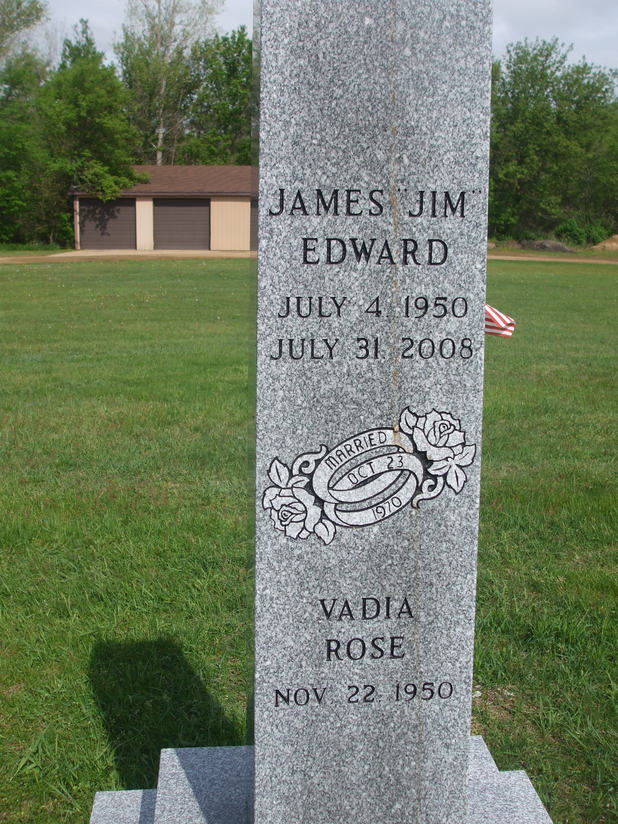 JAMES "JIM"
EDWARD
JULY 4, 1950
JULY 31, 2008
MARRIED
OCT 23
1970
VADIA
ROSE
NOV. 22, 1950